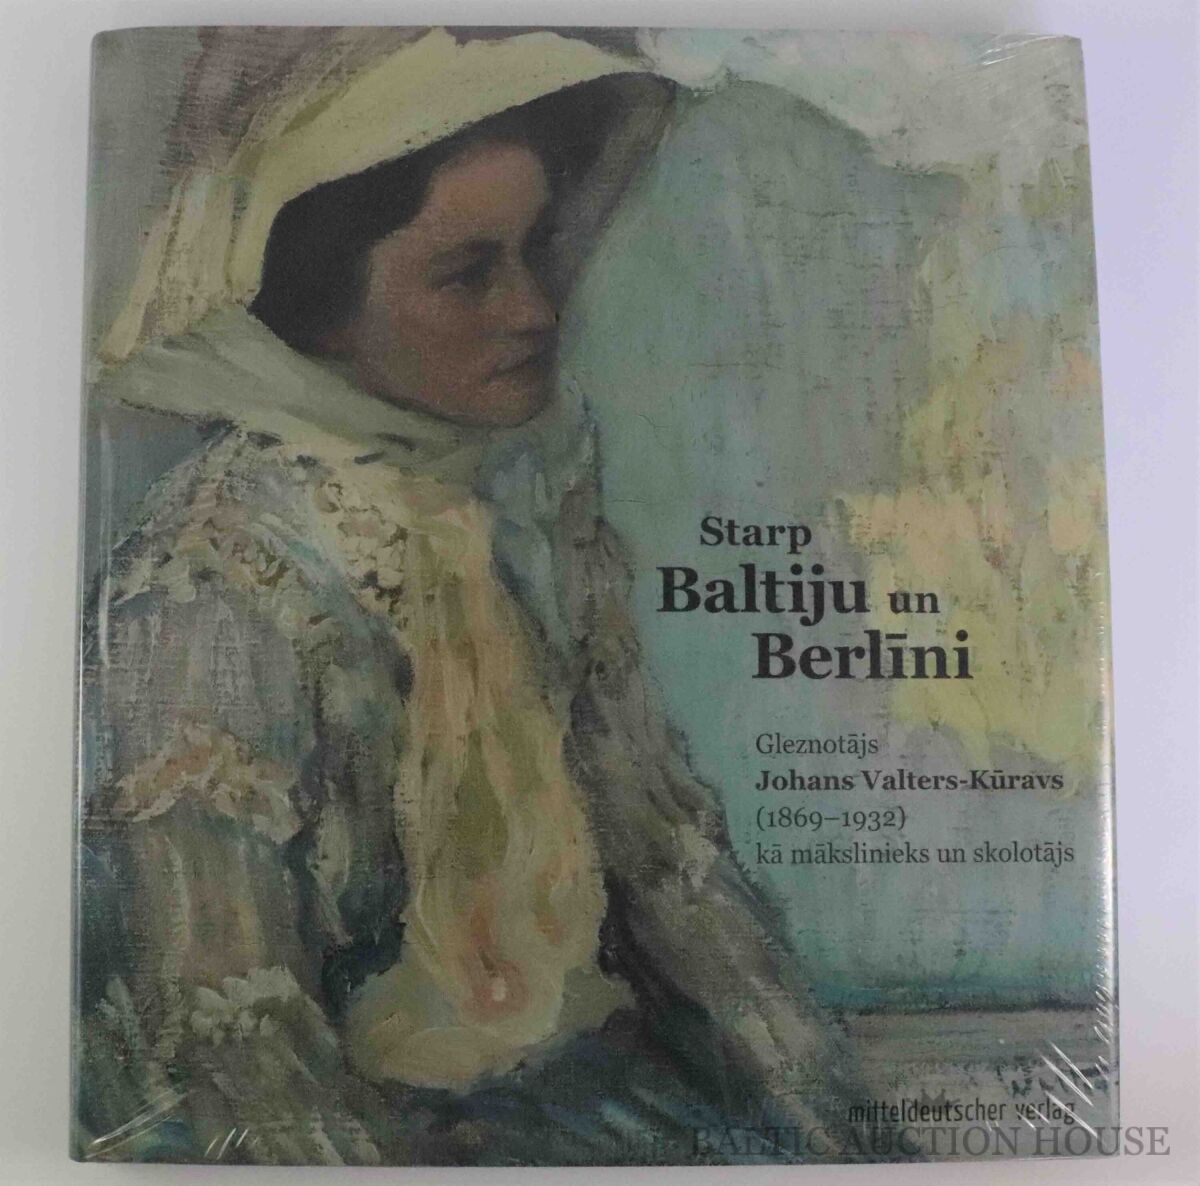 Starp
Baltiju un
Berlīni
Gleznotājs
Johans Valters-Kūravs
(1869–1932)
kā mākslinieks un skolotājs
mitteldeutscher verlag
BALTIC AUCTION HOUSE